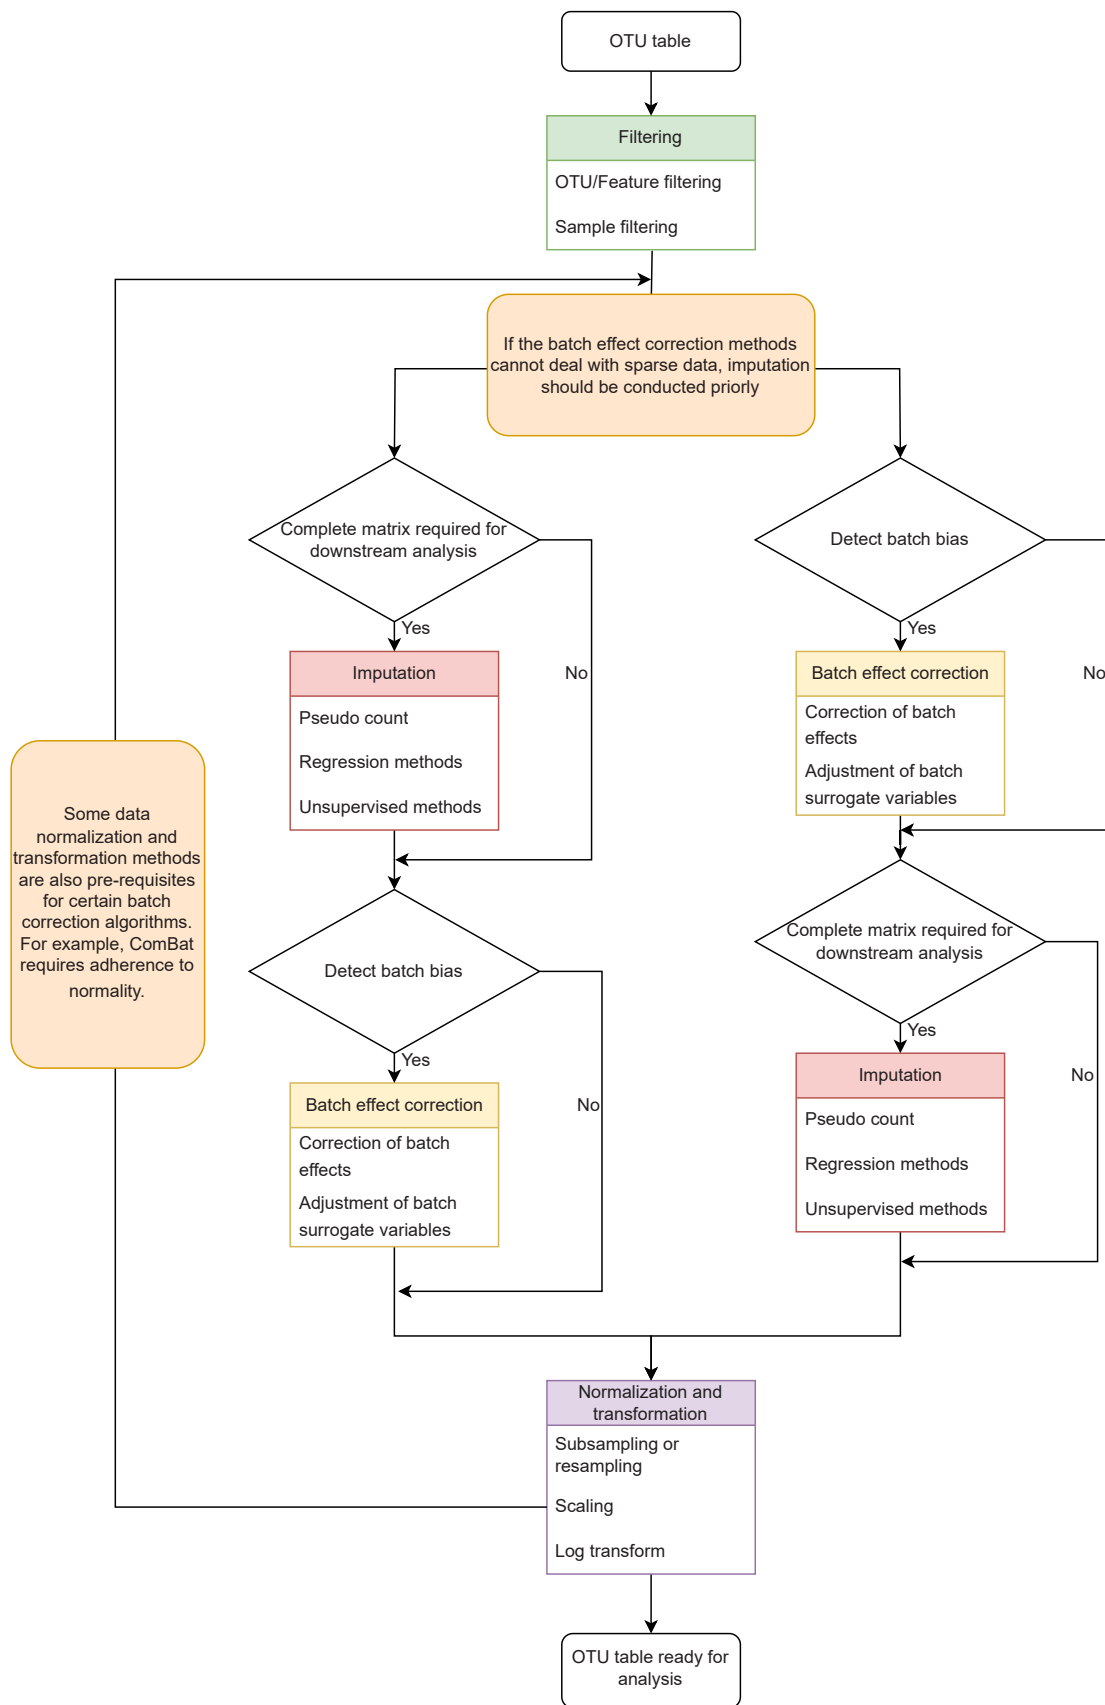 OTU table
Filtering
OTU/Feature filtering
Sample filtering
If the batch effect correction methods
cannot deal with sparse data, imputation
should be conducted priorly
Complete matrix required for
downstream analysis
Yes
No
Imputation
Pseudo count
Regression methods
Unsupervised methods
Detect batch bias
Yes
No
Batch effect correction
Correction of batch
effects
Adjustment of batch
surrogate variables
Detect batch bias
Yes
No
Batch effect correction
Correction of batch
effects
Adjustment of batch
surrogate variables
Complete matrix required for
downstream analysis
Yes
No
Imputation
Pseudo count
Regression methods
Unsupervised methods
Some data
normalization and
transformation methods
are also pre-requisites
for certain batch
correction algorithms.
For example, ComBat
requires adherence to
normality.
Normalization and
transformation
Subsampling or
resampling
Scaling
Log transform
OTU table ready for
analysis